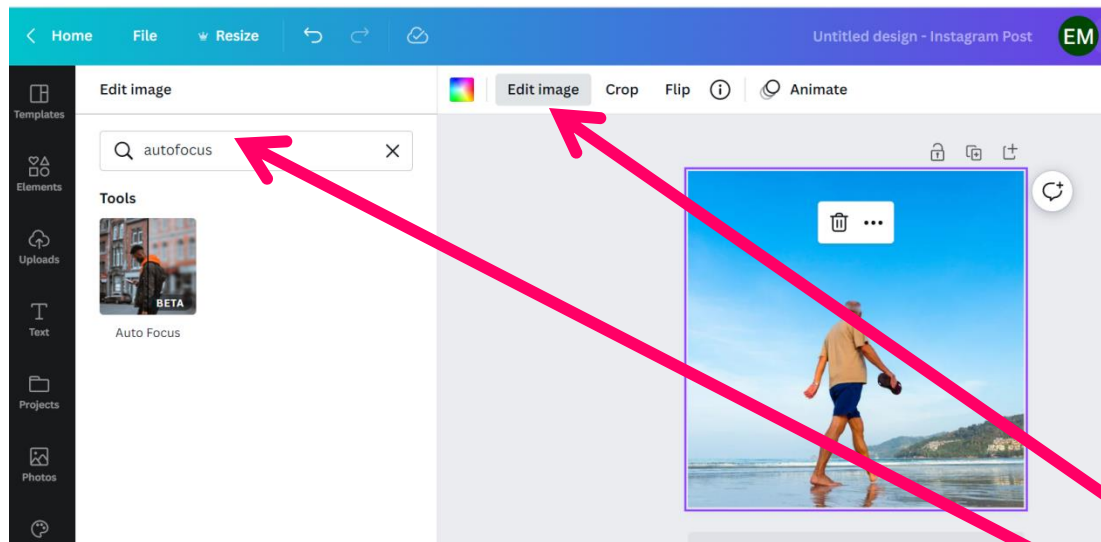 Home File Resize Untitled design - Instagram Post EM
Templates
Elements
Uploads
Text
Projects
Photos
Edit image
autofocus
Tools
BETA
Auto Focus
Edit image Crop Flip Animate